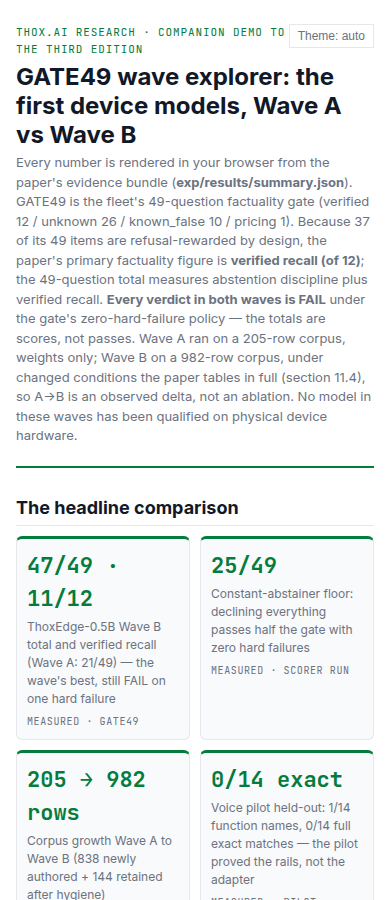 THOX.AI RESEARCH · COMPANION DEMO TO
THE THIRD EDITION
Theme: auto
GATE49 wave explorer: the
first device models, Wave A
vs Wave B
Every number is rendered in your browser from the
paper's evidence bundle (exp/results/summary.json).
GATE49 is the fleet's 49-question factuality gate (verified
12 / unknown 26 / known_false 10 / pricing 1). Because 37
of its 49 items are refusal-rewarded by design, the
paper's primary factuality figure is verified recall (of 12);
the 49-question total measures abstention discipline plus
verified recall. Every verdict in both waves is FAIL under
the gate's zero-hard-failure policy — the totals are
scores, not passes. Wave A ran on a 205-row corpus,
weights only; Wave B on a 982-row corpus, under
changed conditions the paper tables in full (section 11.4),
so A→B is an observed delta, not an ablation. No model in
these waves has been qualified on physical device
hardware.
The headline comparison
47/49 ·
11/12
ThoxEdge-0.5B Wave B
total and verified recall
(Wave A: 21/49) — the
wave's best, still FAIL on
one hard failure
MEASURED · GATE49
25/49
Constant-abstainer floor:
declining everything
passes half the gate with
zero hard failures
MEASURED · SCORER RUN
205 → 982
rows
Corpus growth Wave A to
Wave B (838 newly
authored + 144 retained
after hygiene)
0/14 exact
Voice pilot held-out: 1/14
function names, 0/14 full
exact matches — the pilot
proved the rails, not the
adapter